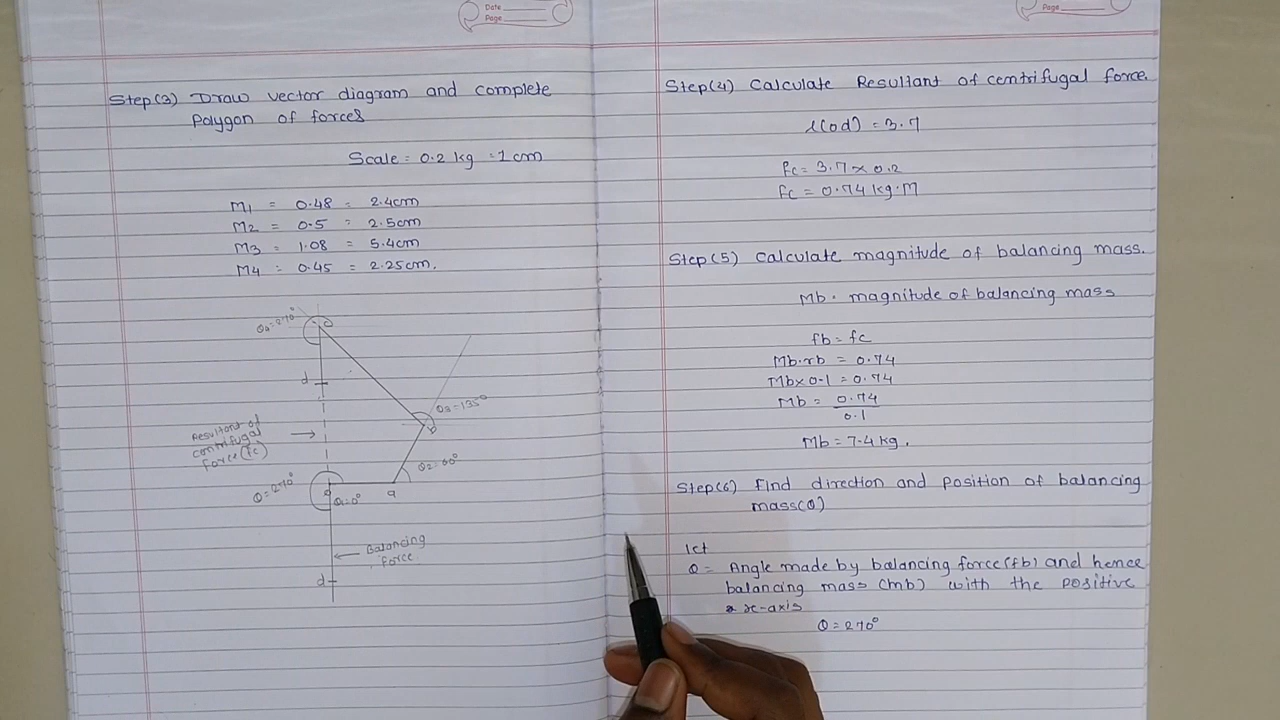 Date
Page
Step(3) Draw vector diagram and complete
Polygon of forces
Scale = 0.2 kg = 1 cm
M1 = 0.48 = 2.4cm
M2 = 0.5 = 2.5cm
M3 = 1.08 = 5.4cm
M4 = 0.45 = 2.25cm.
c
d
θ3=135°
b
Resultant of
centrifugal
force(fc)
θ2=60°
θ=270°
θ=0°
a
Balancing
force
d
Page
Step(4) Calculate Resultant of centrifugal force.
l(od) = 3.7
fc = 3.7 × 0.2
fc = 0.74 kg.M
Step(5) Calculate magnitude of balancing mass.
Mb = magnitude of balancing mass
fb = fc
Mb.rb = 0.74
Mb × 0.1 = 0.74
Mb = 0.74
0.1
Mb = 7.4 kg.
Step(6) Find direction and position of balancing
mass(θ)
let
θ = Angle made by balancing force(fb) and hence
balancing mass (mb) with the positive
x-axis
θ = 270°